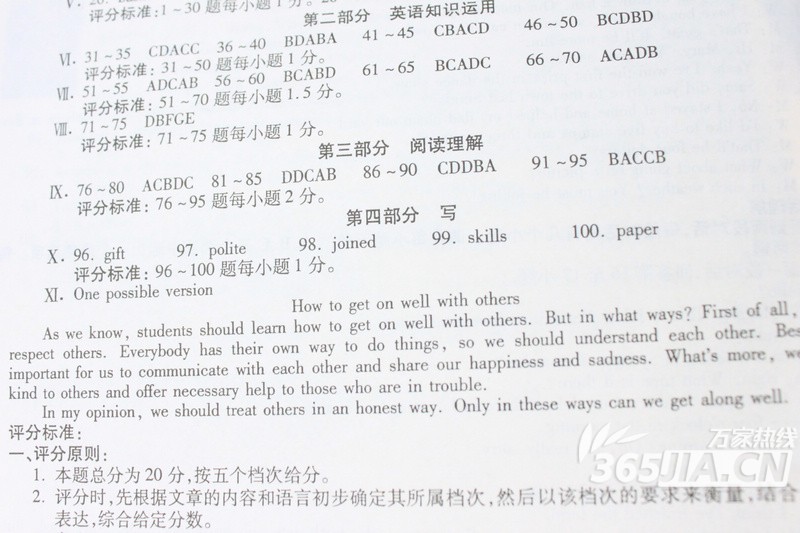 评分标准:1~30题每小题1分。
第二部分 英语知识运用
Ⅵ. 31~35 CDACC 36~40 BDABA 41~45 CBACD 46~50 BCDBD
评分标准:31~50题每小题1分。
Ⅶ. 51~55 ADCAB 56~60 BCABD 61~65 BCADC 66~70 ACADB
评分标准:51~70题每小题1.5分。
Ⅷ. 71~75 DBFGE
评分标准:71~75题每小题1分。
第三部分 阅读理解
Ⅸ. 76~80 ACBDC 81~85 DDCAB 86~90 CDDBA 91~95 BACCB
评分标准:76~95题每小题2分。
第四部分 写
Ⅹ. 96. gift 97. polite 98. joined 99. skills 100. paper
评分标准:96~100题每小题1分。
Ⅺ. One possible version
How to get on well with others
As we know, students should learn how to get on well with others. But in what ways? First of all,
respect others. Everybody has their own way to do things, so we should understand each other. Bes
important for us to communicate with each other and share our happiness and sadness. What's more, we
kind to others and offer necessary help to those who are in trouble.
In my opinion, we should treat others in an honest way. Only in these ways can we get along well.
评分标准:
一、评分原则:
1. 本题总分为20分,按五个档次给分。
2. 评分时,先根据文章的内容和语言初步确定其所属档次,然后以该档次的要求来衡量,结合
表达,综合给定分数。
万家热线
365JIA.CN